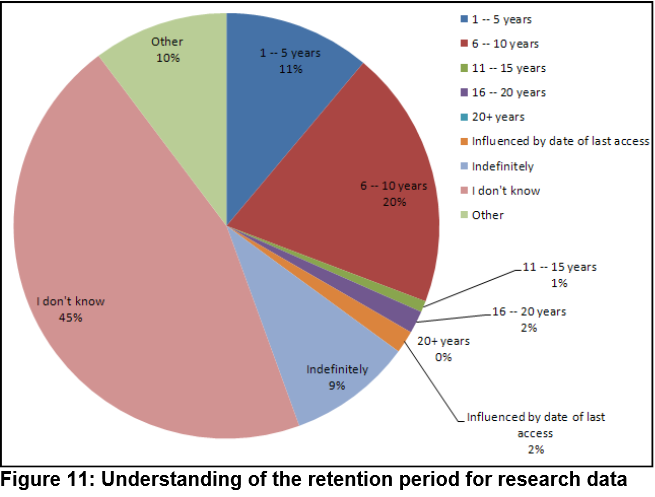 Other
10%
1 -- 5 years
11%
6 -- 10 years
20%
11 -- 15 years
1%
16 -- 20 years
2%
20+ years
0%
Influenced by date of last
access
2%
Indefinitely
9%
I don't know
45%
1 -- 5 years
6 -- 10 years
11 -- 15 years
16 -- 20 years
20+ years
Influenced by date of last access
Indefinitely
I don't know
Other
Figure 11: Understanding of the retention period for research data